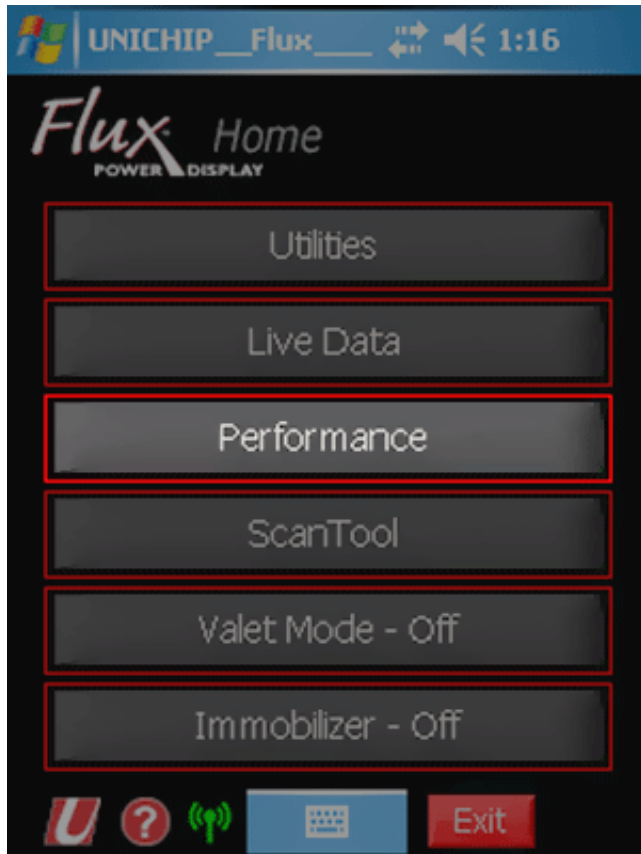 UNICHIP__Flux____ 1:16
Flux Home
POWER DISPLAY
Utilities
Live Data
Performance
ScanTool
Valet Mode - Off
Immobilizer - Off
U ? Exit